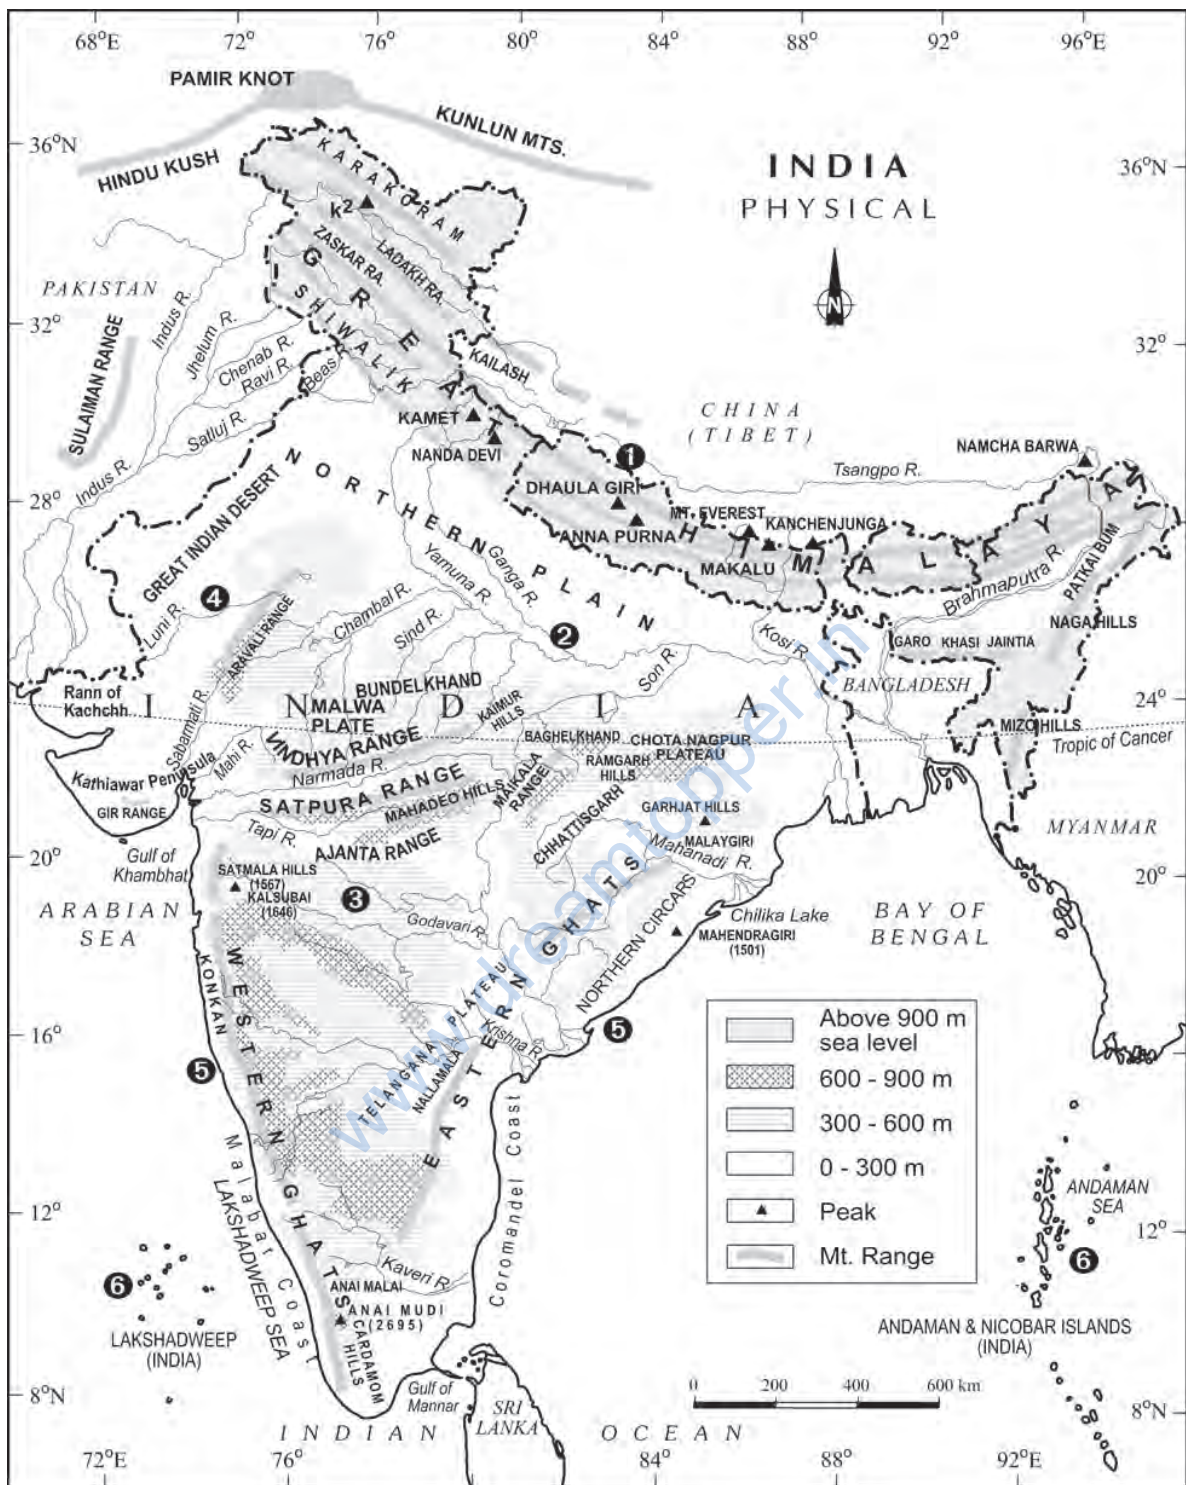 68°E 72° 76° 80° 84° 88° 92° 96°E
PAMIR KNOT
KUNLUN MTS.
HINDU KUSH
36°N
36°N
KARAKORAM
INDIA
PHYSICAL
k2
N
LADAKH RA.
ZASKAR RA.
GREAT HIMALAYA
SHIWALIK
PAKISTAN
Indus R.
Jhelum R.
Chenab R.
Ravi R.
Beas R.
Satluj R.
SULAIMAN RANGE
32°
32°
KAILASH
KAMET
NANDA DEVI
CHINA
(TIBET)
NAMCHA BARWA
Tsangpo R.
1
DHAULA GIRI
MT. EVEREST
KANCHENJUNGA
ANNA PURNA
MAKALU
Indus R.
28°
28°
GREAT INDIAN DESERT
NORTHERN PLAIN
Yamuna R.
Ganga R.
Brahmaputra R.
PATKAI BUM
NAGA HILLS
4
Luni R.
ARAVALI RANGE
Chambal R.
Sind R.
2
Kosi R.
GARO KHASI JAINTIA
BANGLADESH
Son R.
BUNDELKHAND
Rann of
Kachchh
INDIA
MALWA
PLATE
KAIMUR
HILLS
24°
MIZO HILLS
Tropic of Cancer
Sabarmati R.
Mahi R.
VINDHYA RANGE
BAGHELKHAND
CHOTA NAGPUR
PLATEAU
RAMGARH
HILLS
Narmada R.
Kathiawar Peninsula
GIR RANGE
SATPURA RANGE
MAHADEO HILLS
MAIKALA
RANGE
CHHATTISGARH
GARHJAT HILLS
MALAYGIRI
MYANMAR
Tapi R.
AJANTA RANGE
Mahanadi R.
20°
20°
Gulf of
Khambhat
SATMALA HILLS
(1567)
KALSUBAI
(1646)
3
Godavari R.
ARABIAN
SEA
Chilika Lake
MAHENDRAGIRI
(1501)
BAY OF
BENGAL
NORTHERN CIRCARS
EASTERN GHATS
WESTERN GHATS
KONKAN
TELANGANA PLATEAU
NALLAMALA
Krishna R.
16°
16°
5
5
Above 900 m
sea level
600 - 900 m
300 - 600 m
0 - 300 m
Peak
Mt. Range
Coromandel Coast
Malabar Coast
LAKSHADWEEP SEA
12°
12°
ANDAMAN
SEA
6
6
Kaveri R.
ANAI MALAI
ANAI MUDI
(2695)
CARDAMOM
HILLS
LAKSHADWEEP
(INDIA)
ANDAMAN & NICOBAR ISLANDS
(INDIA)
8°N
8°N
Gulf of
Mannar
SRI
LANKA
0 200 400 600 km
INDIAN OCEAN
72°E 76° 84° 88° 92°E
www.dreamtopper.in